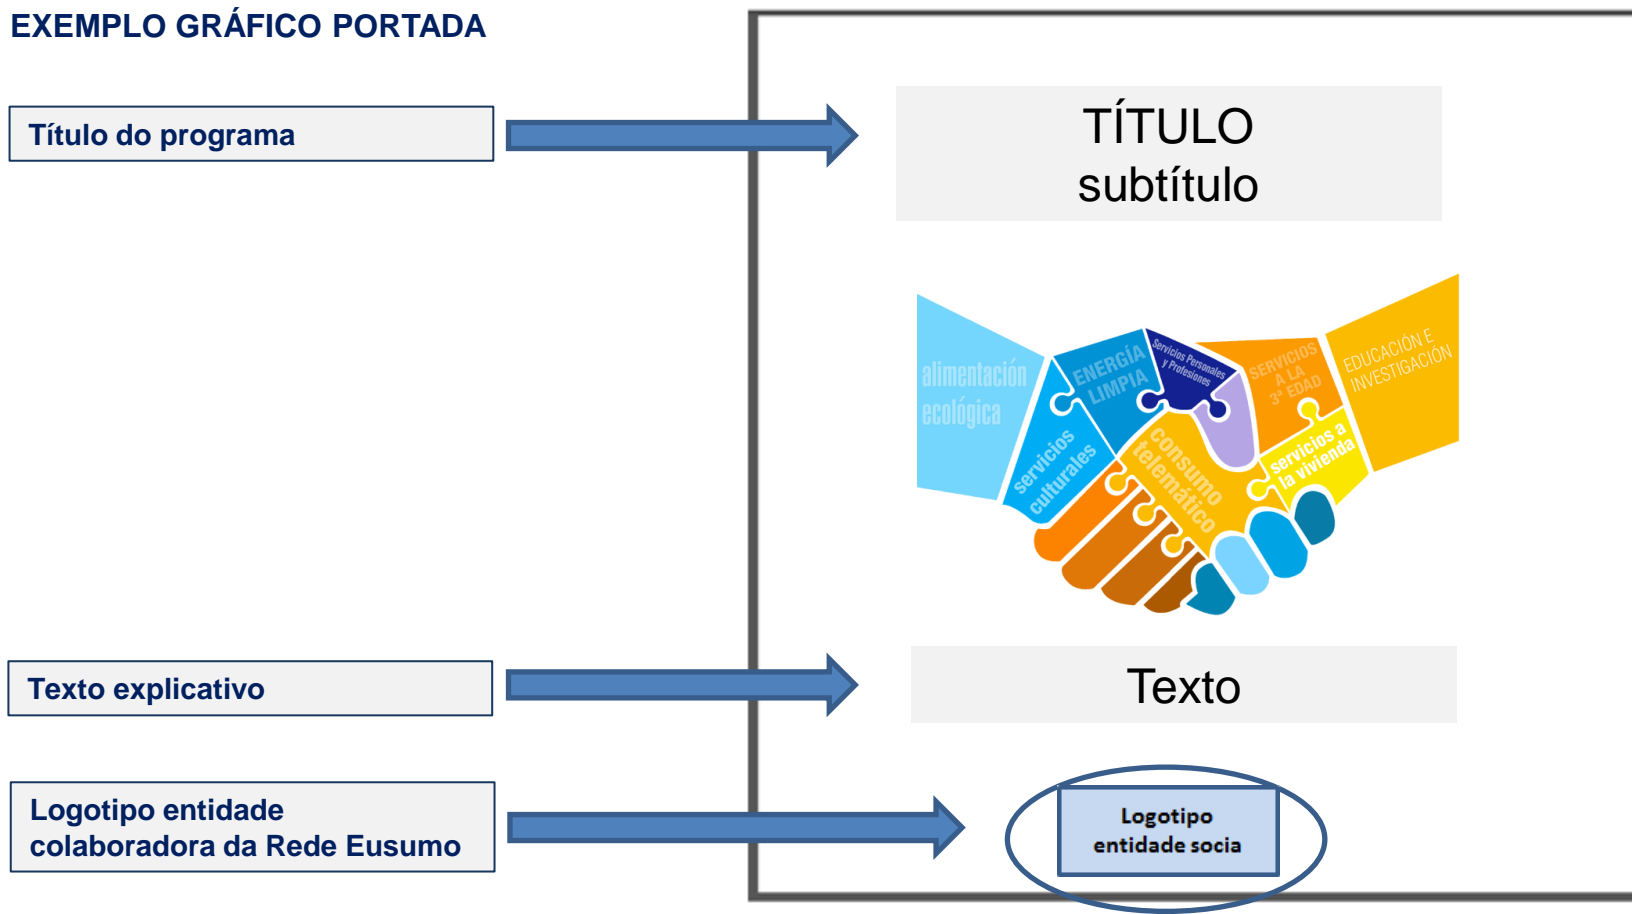 EXEMPLO GRÁFICO PORTADA
Título do programa
TÍTULO
subtítulo
alimentación
ecológica
ENERGÍA
LIMPIA
Servicios Personales
y Profesiones
SERVICIOS
A LA
3ª EDAD
EDUCACIÓN E
INVESTIGACIÓN
servicios
culturales
consumo
telemático
servicios a
la vivienda
Texto explicativo
Texto
Logotipo entidade
colaboradora da Rede Eusumo
Logotipo
entidade socia